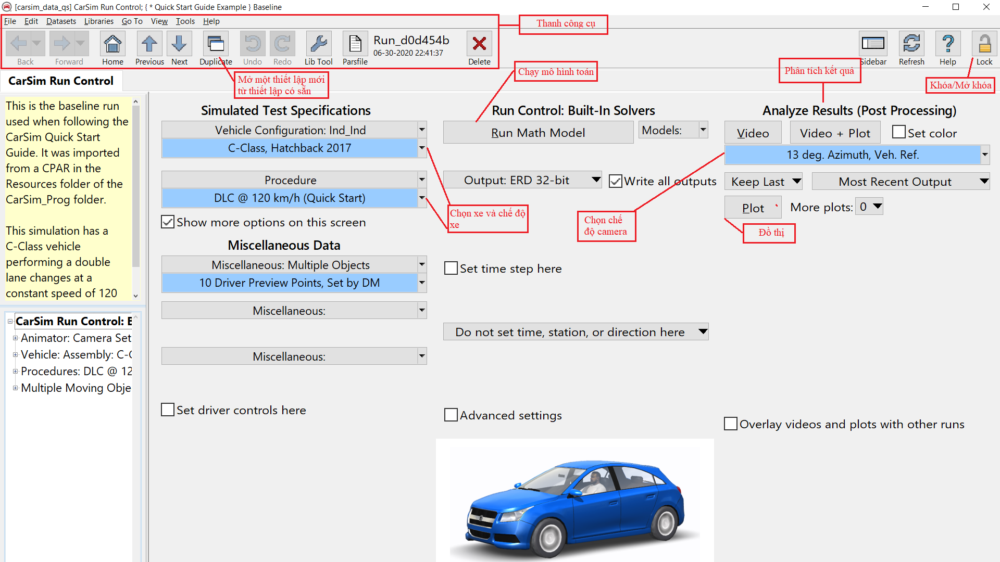 [carsim_data_qs] CarSim Run Control; { * Quick Start Guide Example } Baseline
File Edit Datasets Libraries Go To View Tools Help
Thanh công cụ
Run_d0d454b
06-30-2020 22:41:37
Back Forward Home Previous Next Duplicate Undo Redo Lib Tool Parsfile Delete Sidebar Refresh Help Lock
CarSim Run Control
Mở một thiết lập mới
từ thiết lập có sẵn
Chạy mô hình toán
Phân tích kết quả
Khóa/Mở khóa
This is the baseline run
used when following the
CarSim Quick Start
Guide. It was imported
from a CPAR in the
Resources folder of the
CarSim_Prog folder.
This simulation has a
C-Class vehicle
performing a double
lane changes at a
constant speed of 120
CarSim Run Control: B
Animator: Camera Set
Vehicle: Assembly: C-C
Procedures: DLC @ 12
Multiple Moving Obje
Simulated Test Specifications
Vehicle Configuration: Ind_Ind
C-Class, Hatchback 2017
Procedure
DLC @ 120 km/h (Quick Start)
Show more options on this screen
Chọn xe và chế độ
xe
Miscellaneous Data
Miscellaneous: Multiple Objects
10 Driver Preview Points, Set by DM
Miscellaneous:
Miscellaneous:
Set driver controls here
Run Control: Built-In Solvers
Run Math Model
Models:
Output: ERD 32-bit
Write all outputs
Chọn chế
độ camera
Set time step here
Do not set time, station, or direction here
Advanced settings
Analyze Results (Post Processing)
Video
Video + Plot
Set color
13 deg. Azimuth, Veh. Ref.
Keep Last
Most Recent Output
Plot
More plots: 0
Đồ thị
Overlay videos and plots with other runs